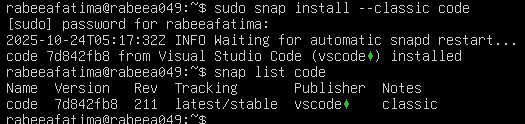 rabeeafatima@rabeea049:~$ sudo snap install --classic code
[sudo] password for rabeeafatima:
2025-10-24T05:17:32Z INFO Waiting for automatic snapd restart...
code 7d842fb8 from Visual Studio Code (vscode♦) installed
rabeeafatima@rabeea049:~$ snap list code
Name  Version   Rev  Tracking       Publisher  Notes
code  7d842fb8  211  latest/stable  vscode♦    classic
rabeeafatima@rabeea049:~$